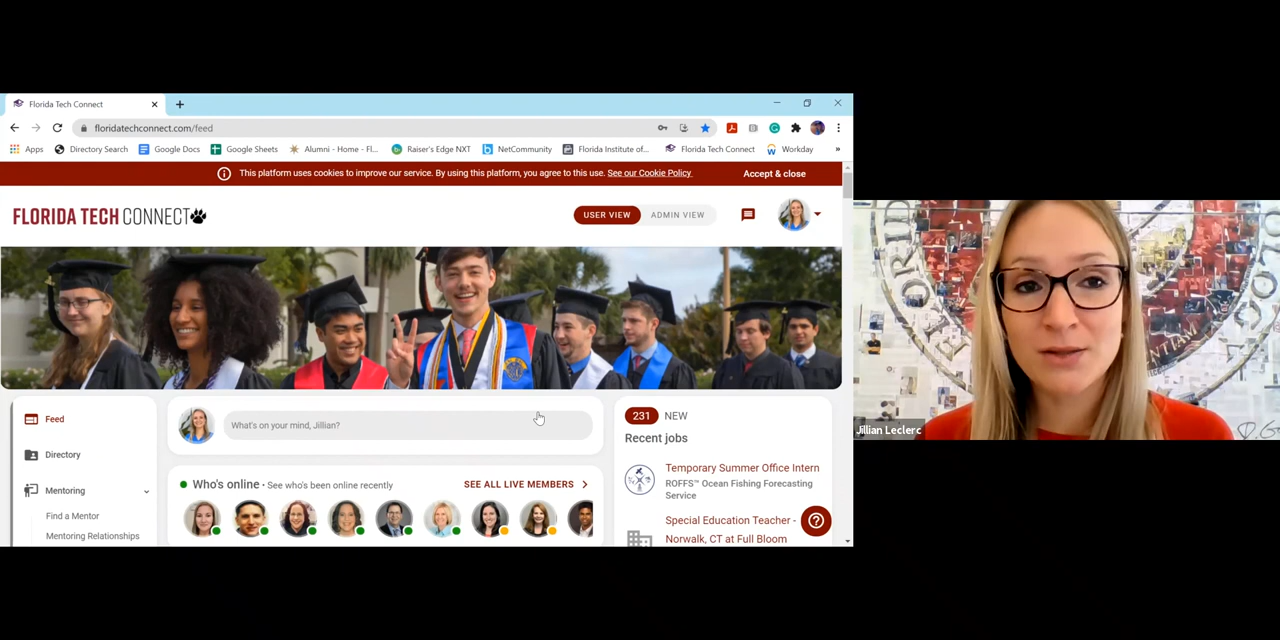 Florida Tech Connect
floridatechconnect.com/feed
Apps
Directory Search
Google Docs
Google Sheets
Alumni - Home - Fl...
Raiser's Edge NXT
NetCommunity
Florida Institute of...
Florida Tech Connect
Workday
»
This platform uses cookies to improve our service. By using this platform, you agree to this use. See our Cookie Policy
Accept & close
FLORIDA TECH CONNECT
USER VIEW
ADMIN VIEW
Feed
Directory
Mentoring
Find a Mentor
Mentoring Relationships
What's on your mind, Jillian?
Who's online • See who's been online recently
SEE ALL LIVE MEMBERS
231 NEW
Recent jobs
Temporary Summer Office Intern
ROFFS™ Ocean Fishing Forecasting
Service
Special Education Teacher -
Norwalk, CT at Full Bloom
Jillian Leclerc